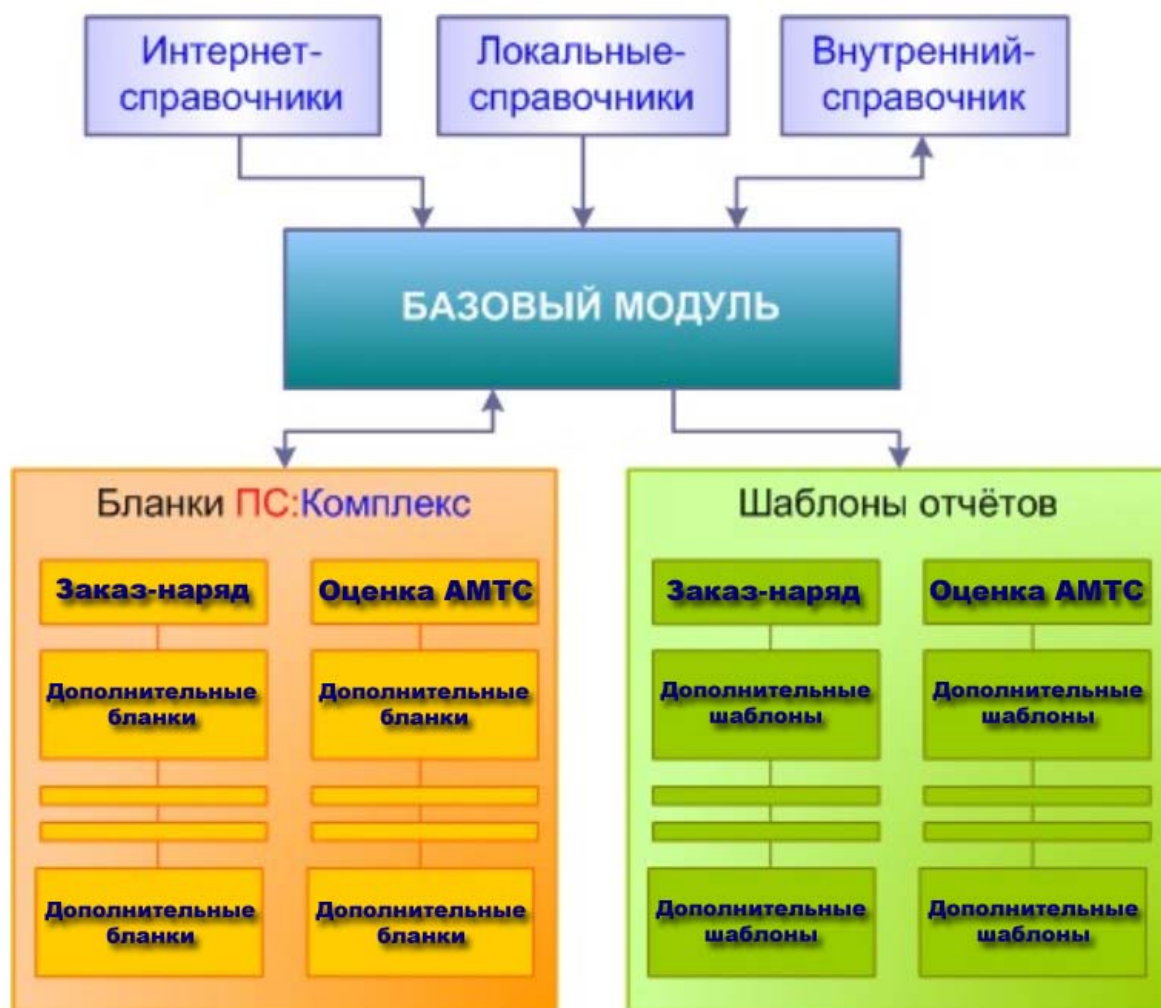 Интернет-
справочники
Локальные-
справочники
Внутренний-
справочник
БАЗОВЫЙ МОДУЛЬ
Бланки ПС:Комплекс
Заказ-наряд
Оценка АМТС
Дополнительные
бланки
Дополнительные
бланки
Дополнительные
бланки
Дополнительные
бланки
Шаблоны отчётов
Заказ-наряд
Оценка АМТС
Дополнительные
шаблоны
Дополнительные
шаблоны
Дополнительные
шаблоны
Дополнительные
шаблоны